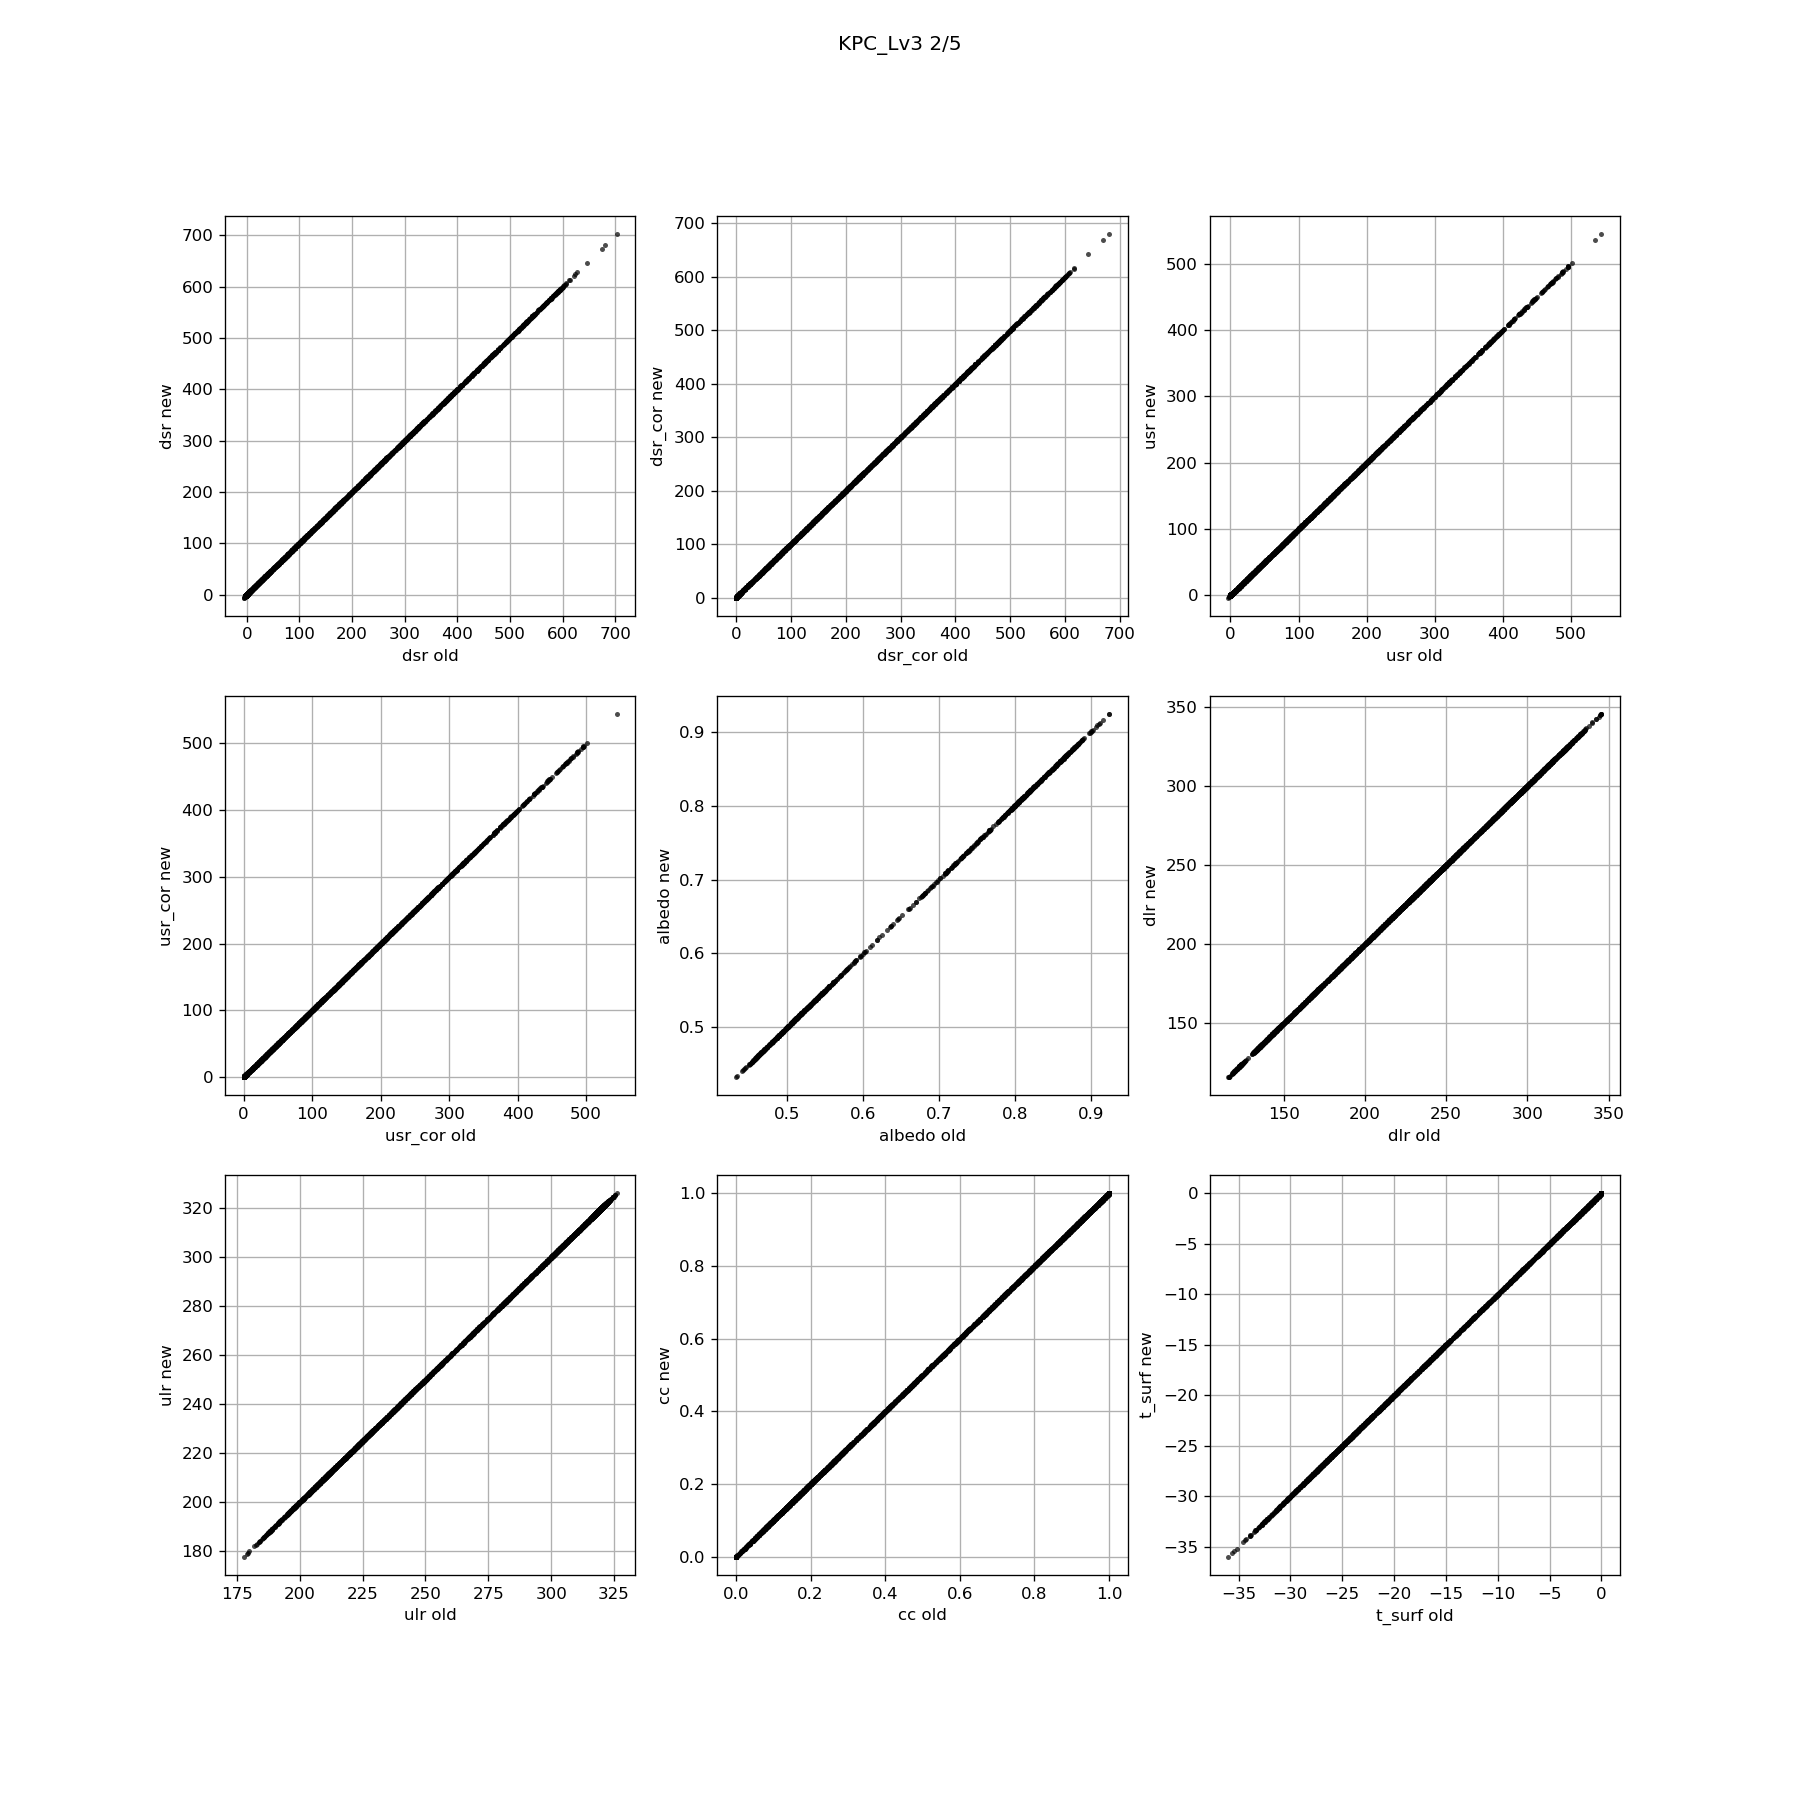 KPC_Lv3 2/5
700
600
500
400
300
200
100
0
dsr new
0 100 200 300 400 500 600 700
dsr old
700
600
500
400
300
200
100
0
dsr_cor new
0 100 200 300 400 500 600 700
dsr_cor old
500
400
300
200
100
0
usr new
0 100 200 300 400 500
usr old
500
400
300
200
100
0
usr_cor new
0 100 200 300 400 500
usr_cor old
0.9
0.8
0.7
0.6
0.5
albedo new
0.5 0.6 0.7 0.8 0.9
albedo old
350
300
250
200
150
dlr new
150 200 250 300 350
dlr old
320
300
280
260
240
220
200
180
ulr new
175 200 225 250 275 300 325
ulr old
1.0
0.8
0.6
0.4
0.2
0.0
cc new
0.0 0.2 0.4 0.6 0.8 1.0
cc old
0
−5
−10
−15
−20
−25
−30
−35
t_surf new
−35 −30 −25 −20 −15 −10 −5 0
t_surf old